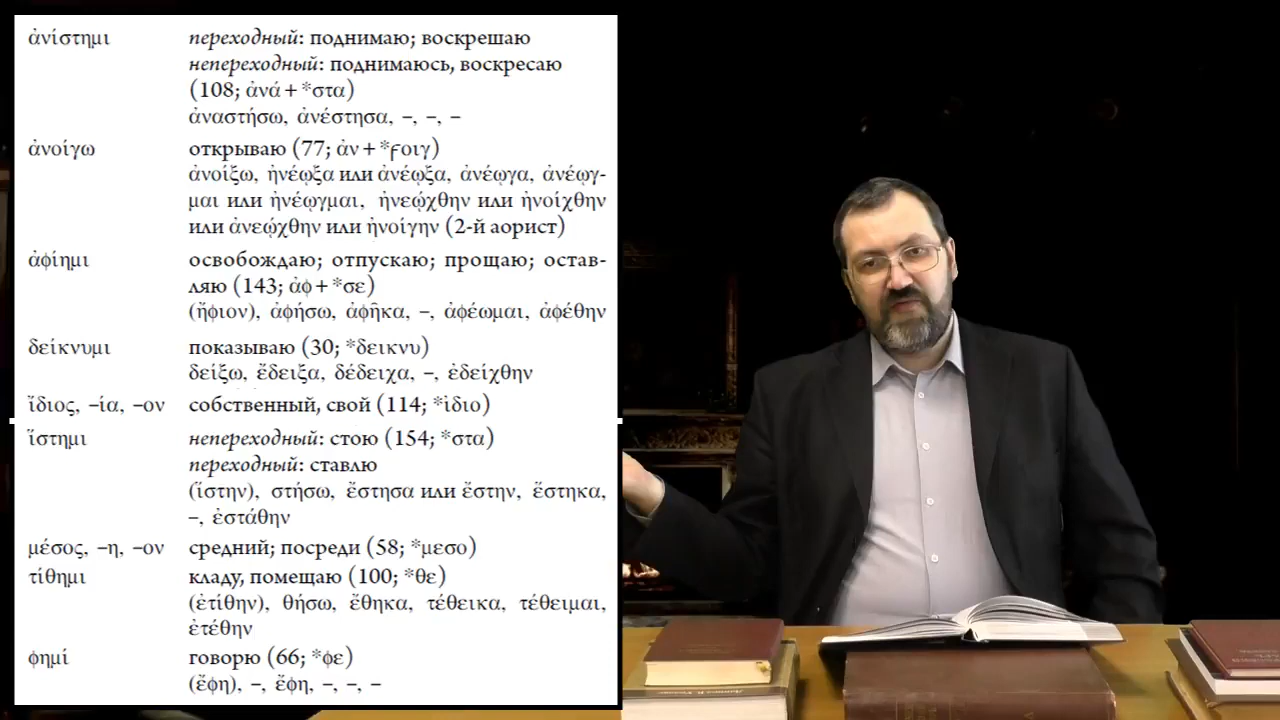 ἀνίστημι переходный: поднимаю; воскрешаю
непереходный: поднимаюсь, воскресаю
(108; ἀνά + *στα)
ἀναστήσω, ἀνέστησα, –, –, –
ἀνοίγω открываю (77; ἀν + *ϝοιγ)
ἀνοίξω, ἠνέῳξα или ἀνέῳξα, ἀνέῳγα, ἀνέῳγ-
μαι или ἠνέῳγμαι, ἠνεῴχθην или ἠνοίχθην
или ἀνεῴχθην или ἠνοίγην (2-й аорист)
ἀφίημι освобождаю; отпускаю; прощаю; остав-
ляю (143; ἀφ + *σε)
(ἤφιον), ἀφήσω, ἀφῆκα, –, ἀφέωμαι, ἀφέθην
δείκνυμι показываю (30; *δεικνυ)
δείξω, ἔδειξα, δέδειχα, –, ἐδείχθην
ἴδιος, –ία, –ον собственный, свой (114; *ἰδιο)
ἵστημι непереходный: стою (154; *στα)
переходный: ставлю
(ἵστην), στήσω, ἔστησα или ἔστην, ἕστηκα,
–, ἐστάθην
μέσος, –η, –ον средний; посреди (58; *μεσο)
τίθημι кладу, помещаю (100; *θε)
(ἐτίθην), θήσω, ἔθηκα, τέθεικα, τέθειμαι,
ἐτέθην
φημί говорю (66; *φε)
(ἔφη), –, ἔφη, –, –, –